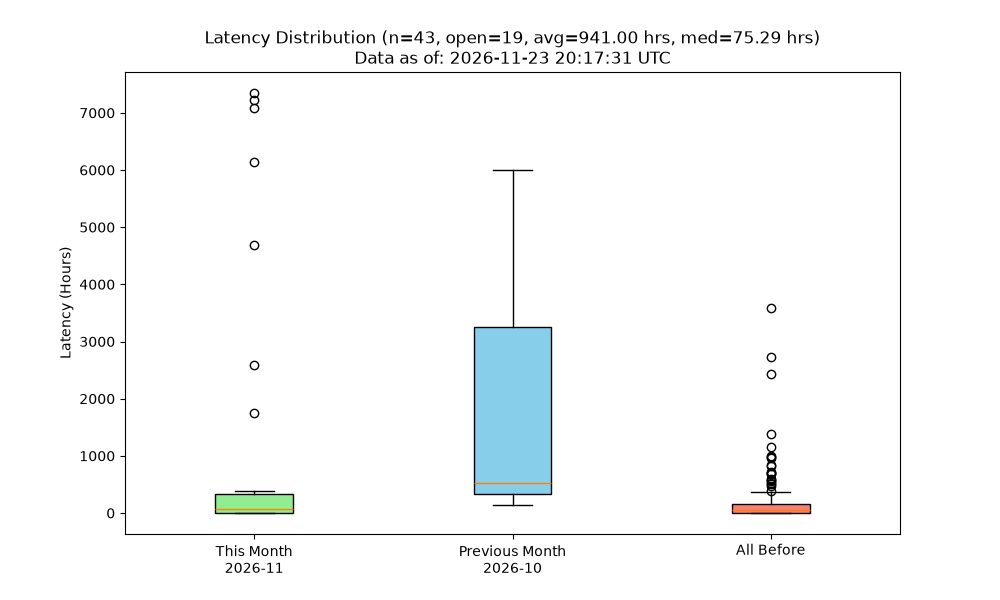 Latency Distribution (n=43, open=19, avg=941.00 hrs, med=75.29 hrs)
Data as of: 2026-11-23 20:17:31 UTC
Latency (Hours)
7000
6000
5000
4000
3000
2000
1000
0
This Month
2026-11
Previous Month
2026-10
All Before